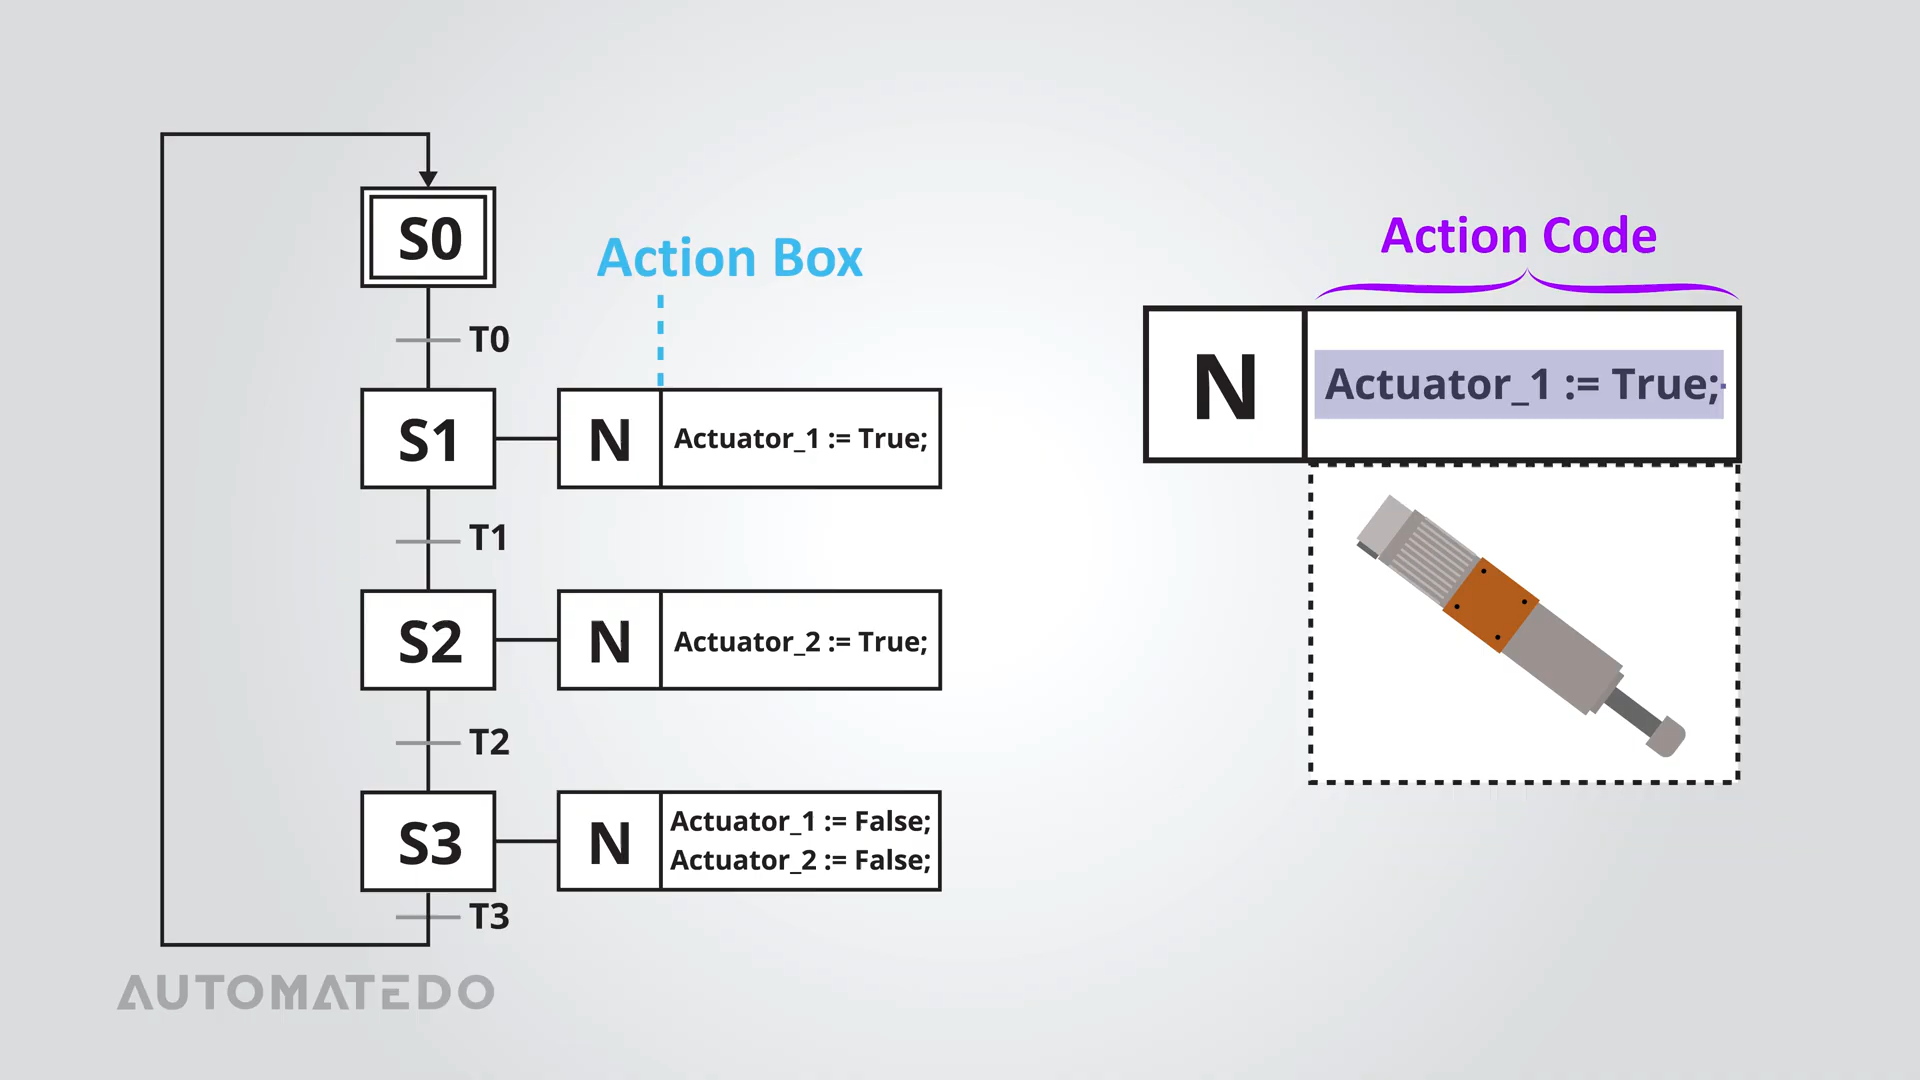 S0
T0
Action Box
S1
N
Actuator_1 := True;
T1
S2
N
Actuator_2 := True;
T2
S3
N
Actuator_1 := False;
Actuator_2 := False;
T3
AUTOMATEDO
Action Code
N
Actuator_1 := True;